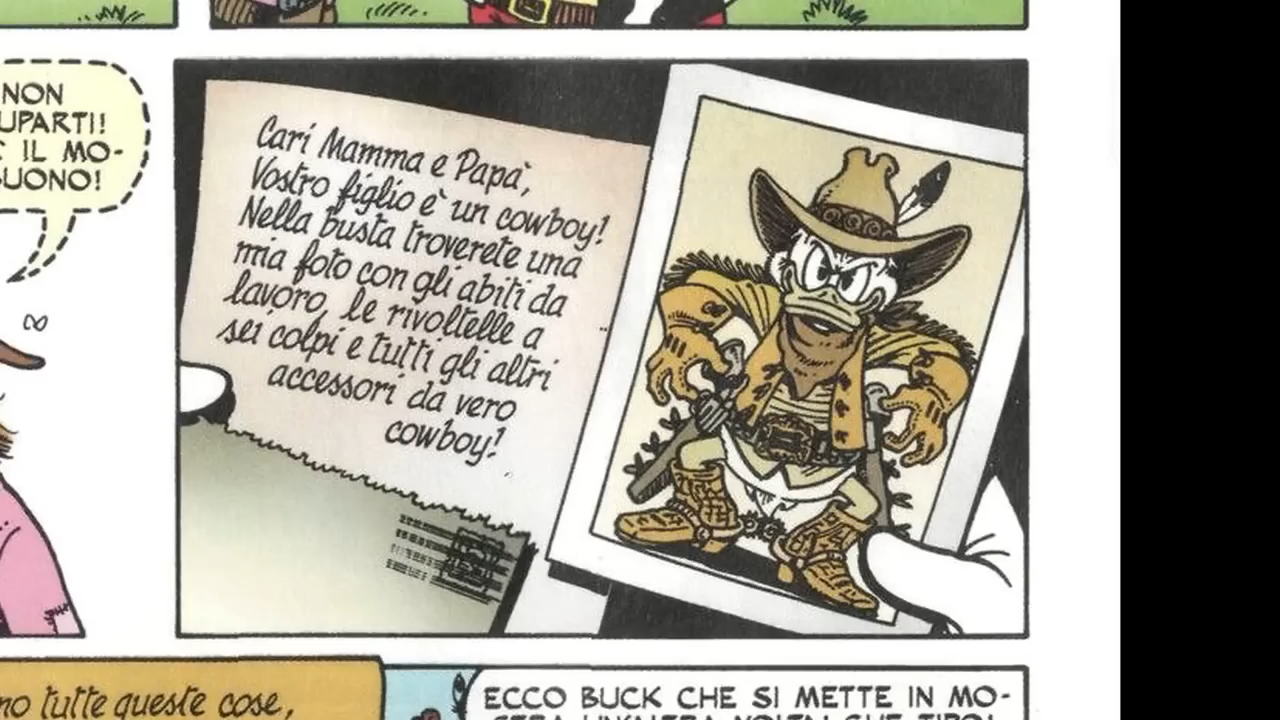 NON
UPARTI!
IL MO-
BUONO!
Cari Mamma e Papà,
Vostro figlio è un cowboy!
Nella busta troverete una
mia foto con gli abiti da
lavoro, le rivoltelle a
sei colpi e tutti gli altri
accessori da vero
cowboy!
no tutte queste cose,
ECCO BUCK CHE SI METTE IN MO-